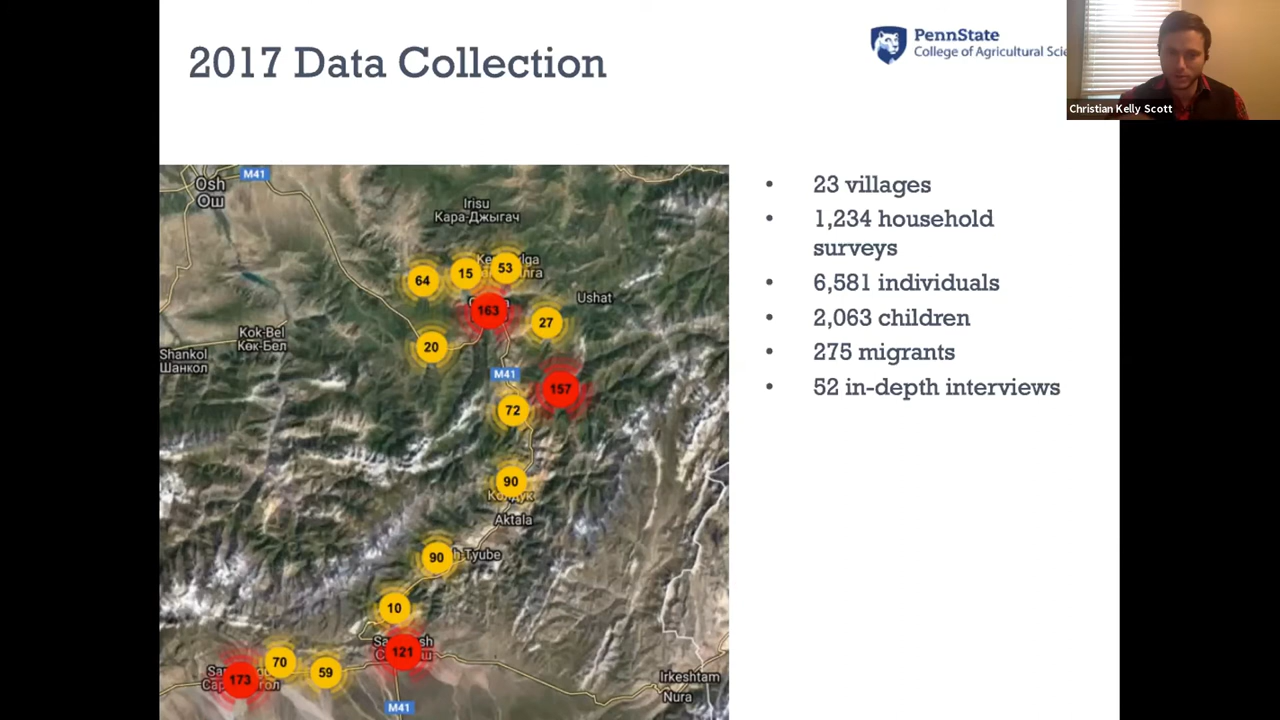 2017 Data Collection
PennState
College of Agricultural
Christian Kelly Scott
M41
Osh
Ош
Irisu
Кара-Джыгач
64
15
53
163
27
Ushat
Kok-Bel
Көк-Бел
20
Shankol
Шанкол
M41
157
72
90
Aktala
90
10
121
70
59
173
Irkeshtam
Nura
M41
• 23 villages
• 1,234 household
surveys
• 6,581 individuals
• 2,063 children
• 275 migrants
• 52 in-depth interviews